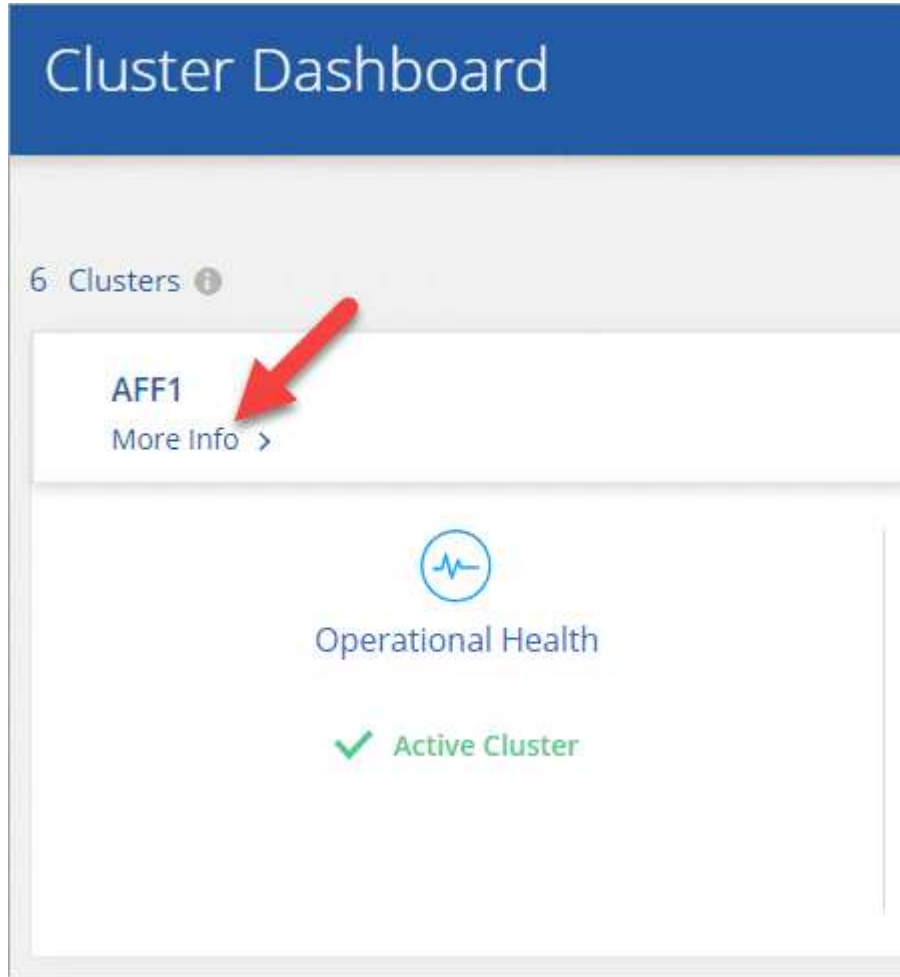 Cluster Dashboard
6 Clusters
AFF1
More Info >
Operational Health
Active Cluster